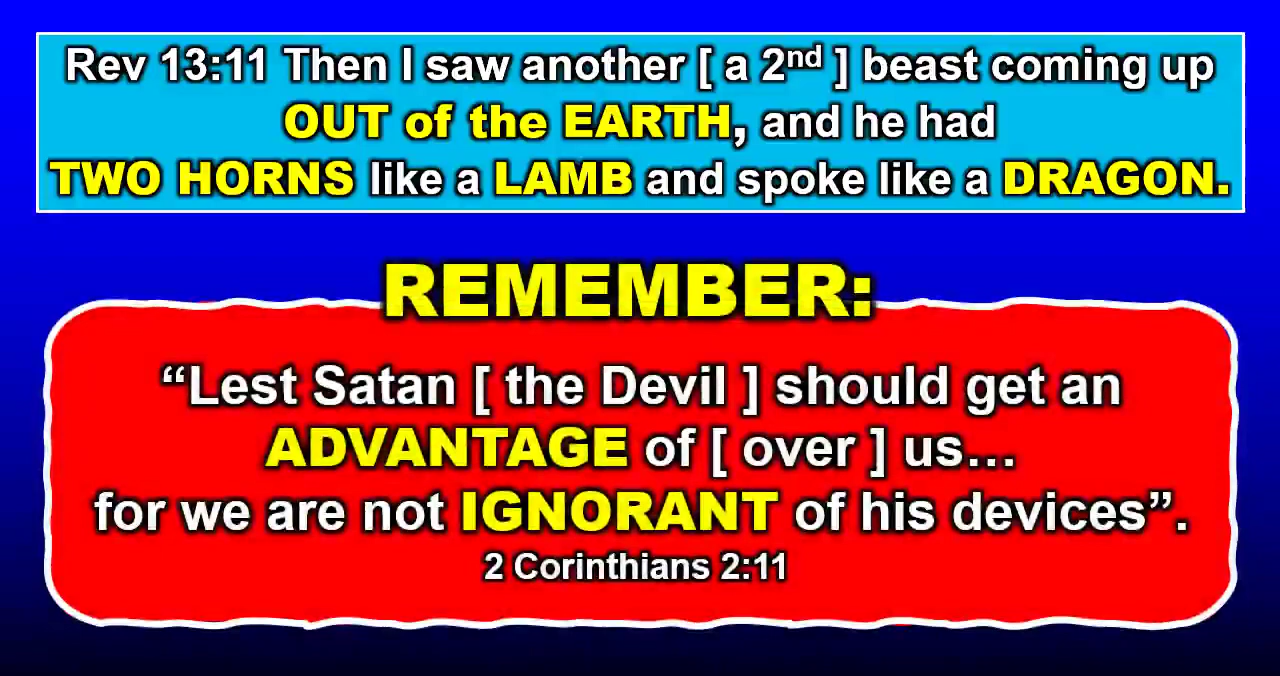 Rev 13:11 Then I saw another [ a 2nd ] beast coming up
OUT of the EARTH, and he had
TWO HORNS like a LAMB and spoke like a DRAGON.
REMEMBER:
“Lest Satan [ the Devil ] should get an
ADVANTAGE of [ over ] us…
for we are not IGNORANT of his devices”.
2 Corinthians 2:11